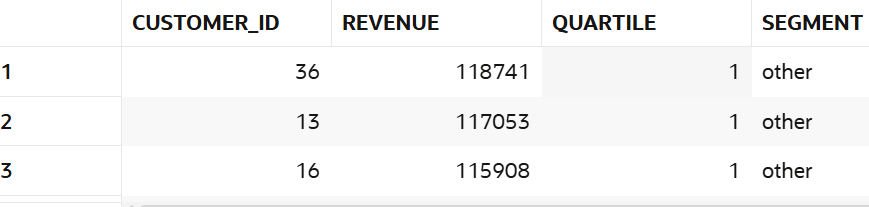 CUSTOMER_ID REVENUE QUARTILE SEGMENT
1 36 118741 1 other
2 13 117053 1 other
3 16 115908 1 other